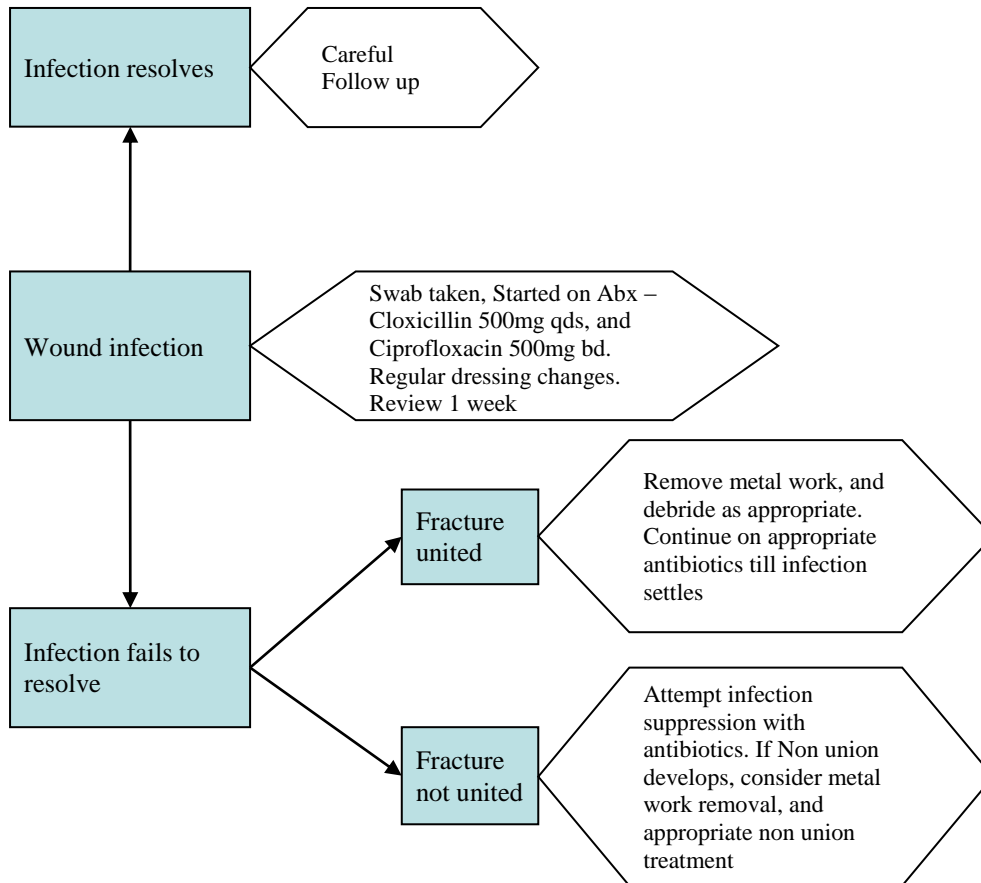 Infection resolves
Careful
Follow up
Wound infection
Swab taken, Started on Abx –
Cloxicillin 500mg qds, and
Ciprofloxacin 500mg bd.
Regular dressing changes.
Review 1 week
Fracture
united
Remove metal work, and
debride as appropriate.
Continue on appropriate
antibiotics till infection
settles
Infection fails to
resolve
Fracture
not united
Attempt infection
suppression with
antibiotics. If Non union
develops, consider metal
work removal, and
appropriate non union
treatment